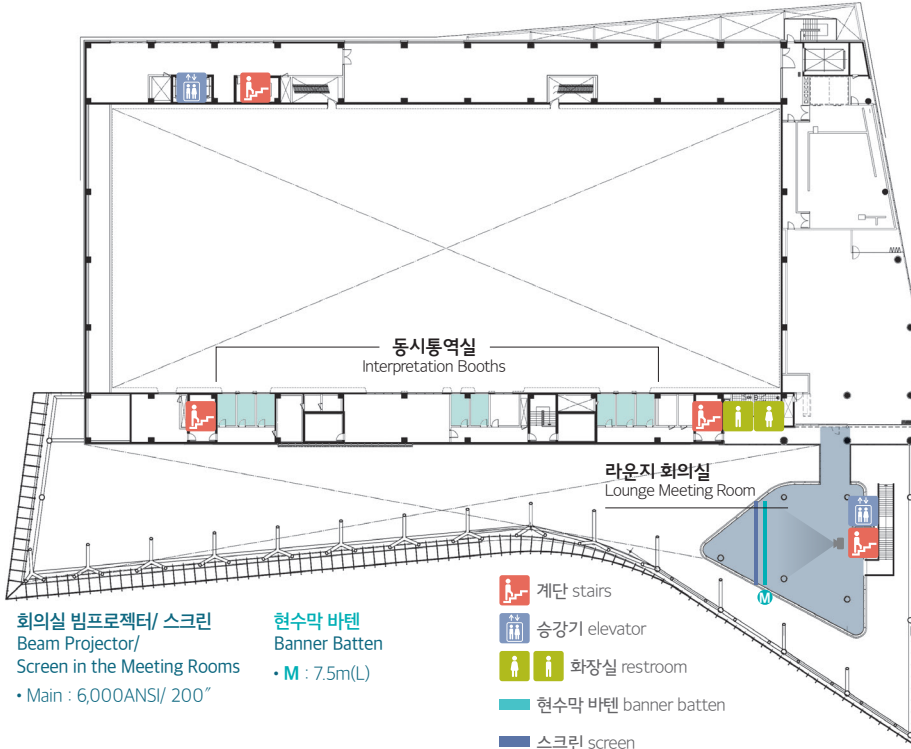 동시통역실
Interpretation Booths
라운지 회의실
Lounge Meeting Room
M
회의실 빔프로젝터/ 스크린
Beam Projector/
Screen in the Meeting Rooms
• Main : 6,000ANSI/ 200″
현수막 바텐
Banner Batten
• M : 7.5m(L)
계단 stairs
승강기 elevator
화장실 restroom
현수막 바텐 banner batten
스크린 screen